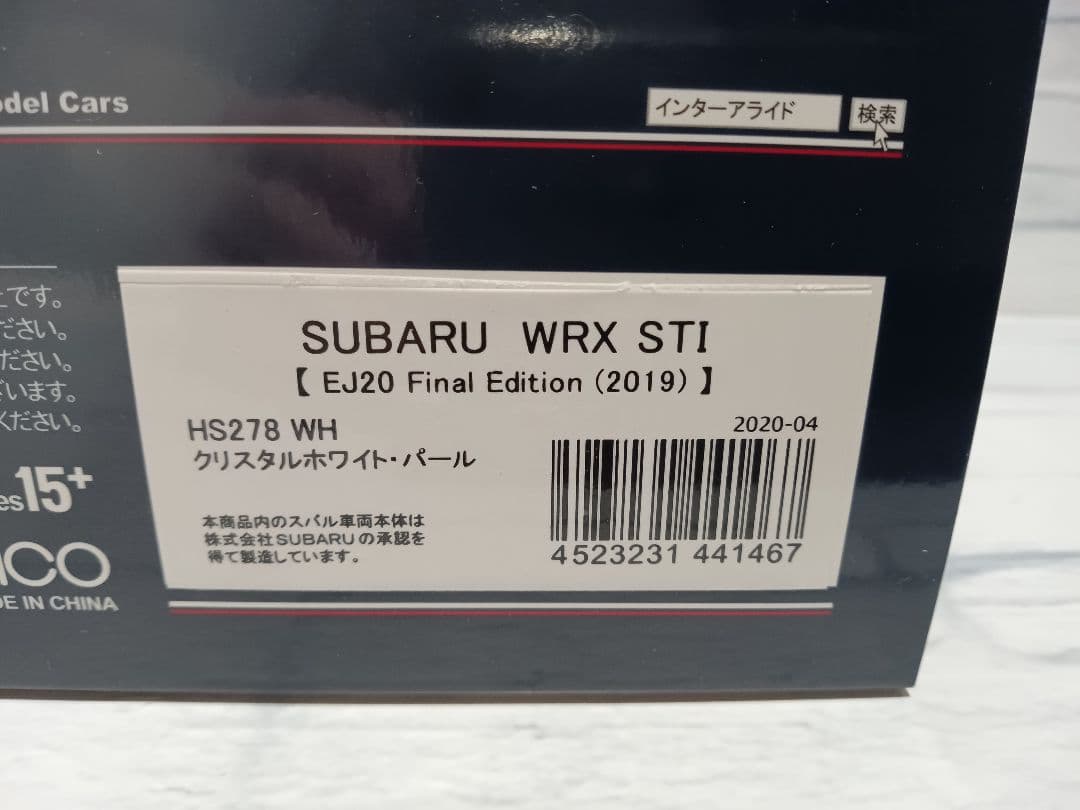 odel Cars
インターアライド 検索
上です。
ださい。
ださい。
ざいます。
ください。
SUBARU WRX STI
【 EJ20 Final Edition (2019) 】
HS278 WH
2020-04
クリスタルホワイト・パール
本商品内のスバル車両本体は
株式会社SUBARUの承認を
得て製造しています。
4523231 441467
es15+
ICO
DE IN CHINA